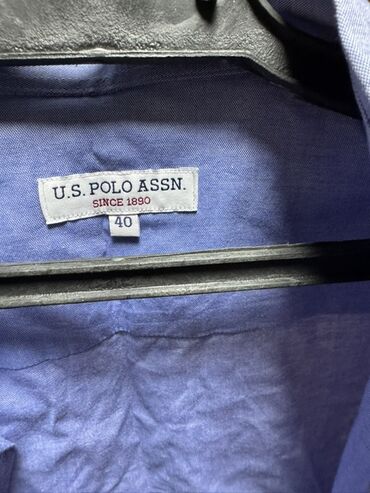 U.S. POLO ASSN.
SINCE 1890
40